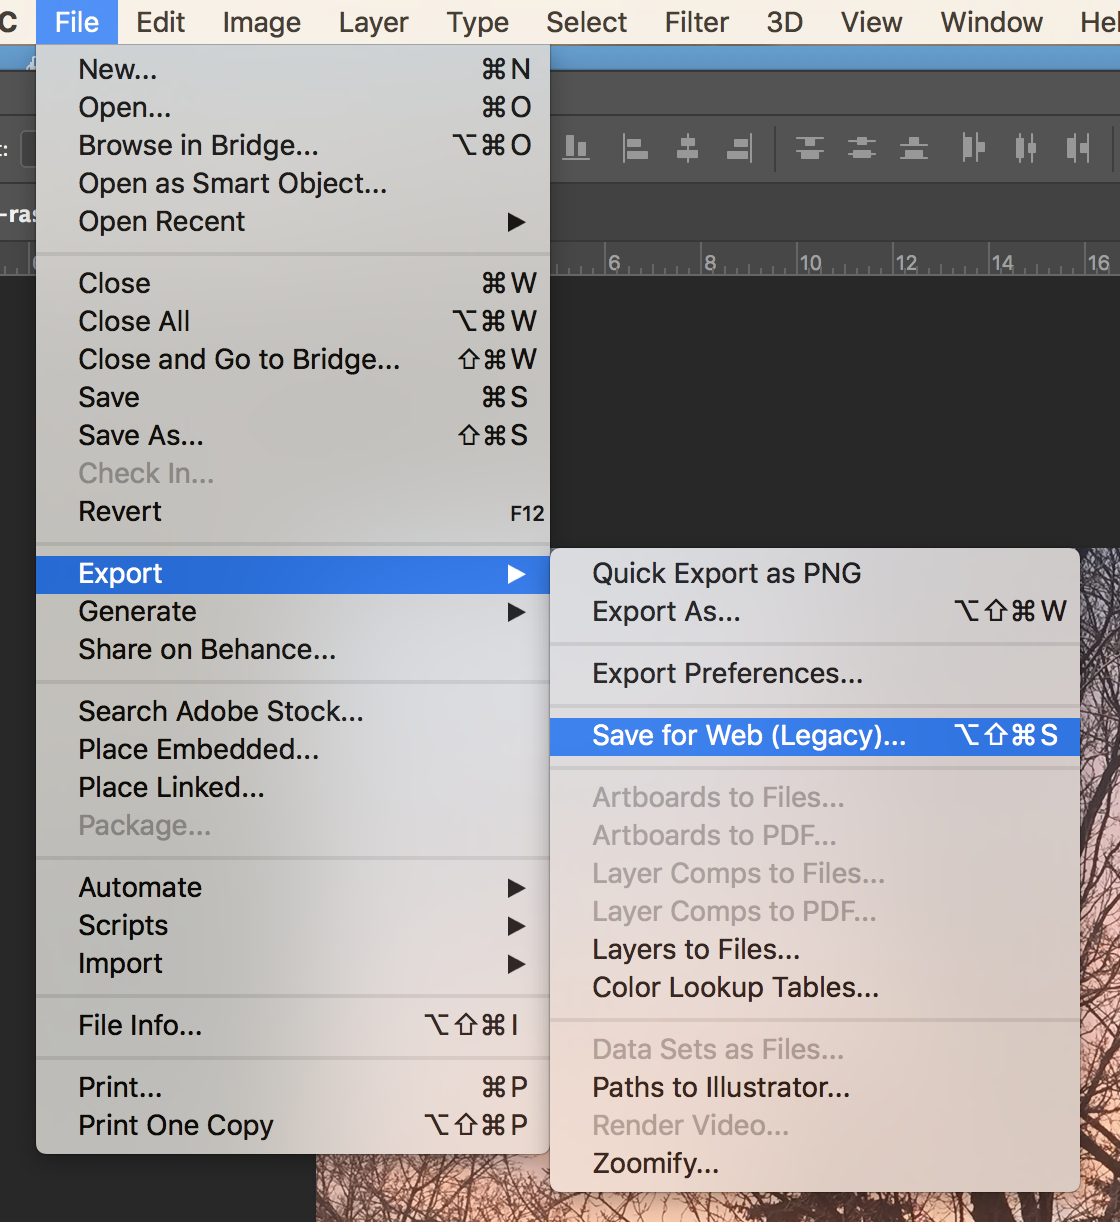 C File Edit Image Layer Type Select Filter 3D View Window Hel
New... ⌘N
Open... ⌘O
Browse in Bridge... ⌥⌘O
Open as Smart Object...
Open Recent ▶
-ras
6 8 10 12 14 16
Close ⌘W
Close All ⌥⌘W
Close and Go to Bridge... ⇧⌘W
Save ⌘S
Save As... ⇧⌘S
Check In...
Revert F12
Export ▶
Generate ▶
Share on Behance...
Search Adobe Stock...
Place Embedded...
Place Linked...
Package...
Automate ▶
Scripts ▶
Import ▶
File Info... ⌥⇧⌘I
Print... ⌘P
Print One Copy ⌥⇧⌘P
Quick Export as PNG
Export As... ⌥⇧⌘W
Export Preferences...
Save for Web (Legacy)... ⌥⇧⌘S
Artboards to Files...
Artboards to PDF...
Layer Comps to Files...
Layer Comps to PDF...
Layers to Files...
Color Lookup Tables...
Data Sets as Files...
Paths to Illustrator...
Render Video...
Zoomify...